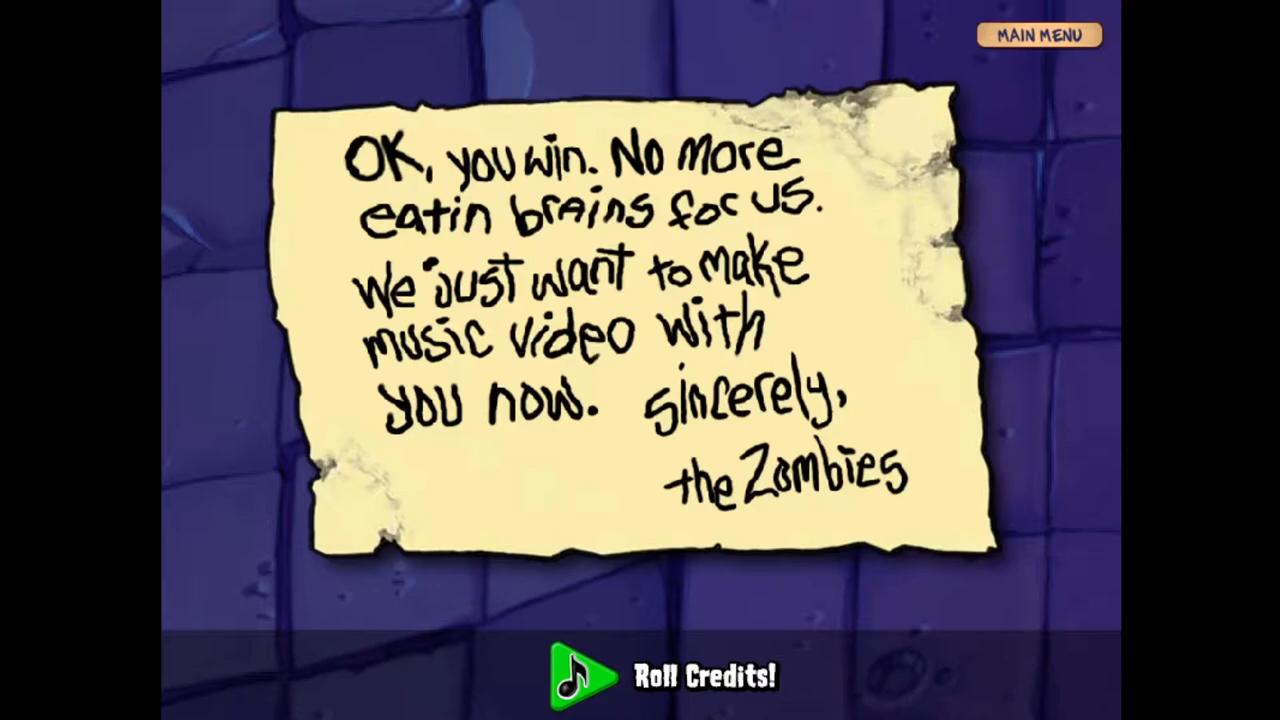 MAIN MENU
OK, you win. No more
eatin brains for us.
We just want to make
music video with
you now. sincerely,
the Zombies
Roll Credits!